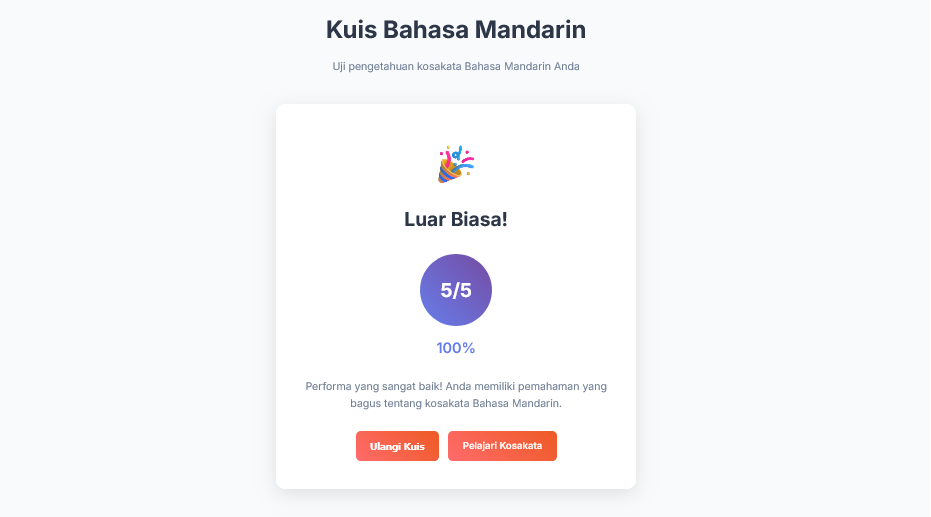 Kuis Bahasa Mandarin
Uji pengetahuan kosakata Bahasa Mandarin Anda
Luar Biasa!
5/5
100%
Performa yang sangat baik! Anda memiliki pemahaman yang
bagus tentang kosakata Bahasa Mandarin.
Ulangi Kuis
Pelajari Kosakata